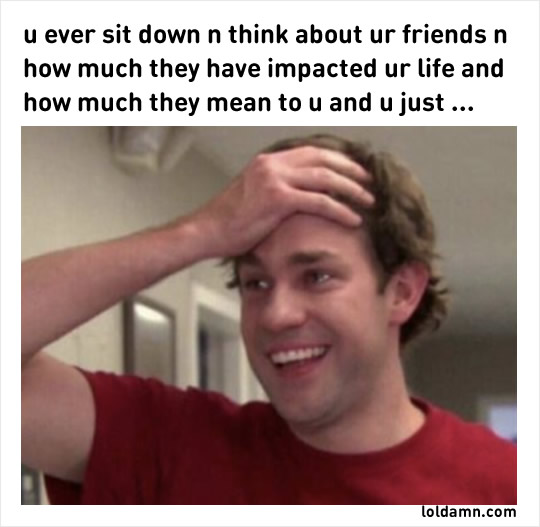 u ever sit down n think about ur friends n
how much they have impacted ur life and
how much they mean to u and u just ...
loldamn.com